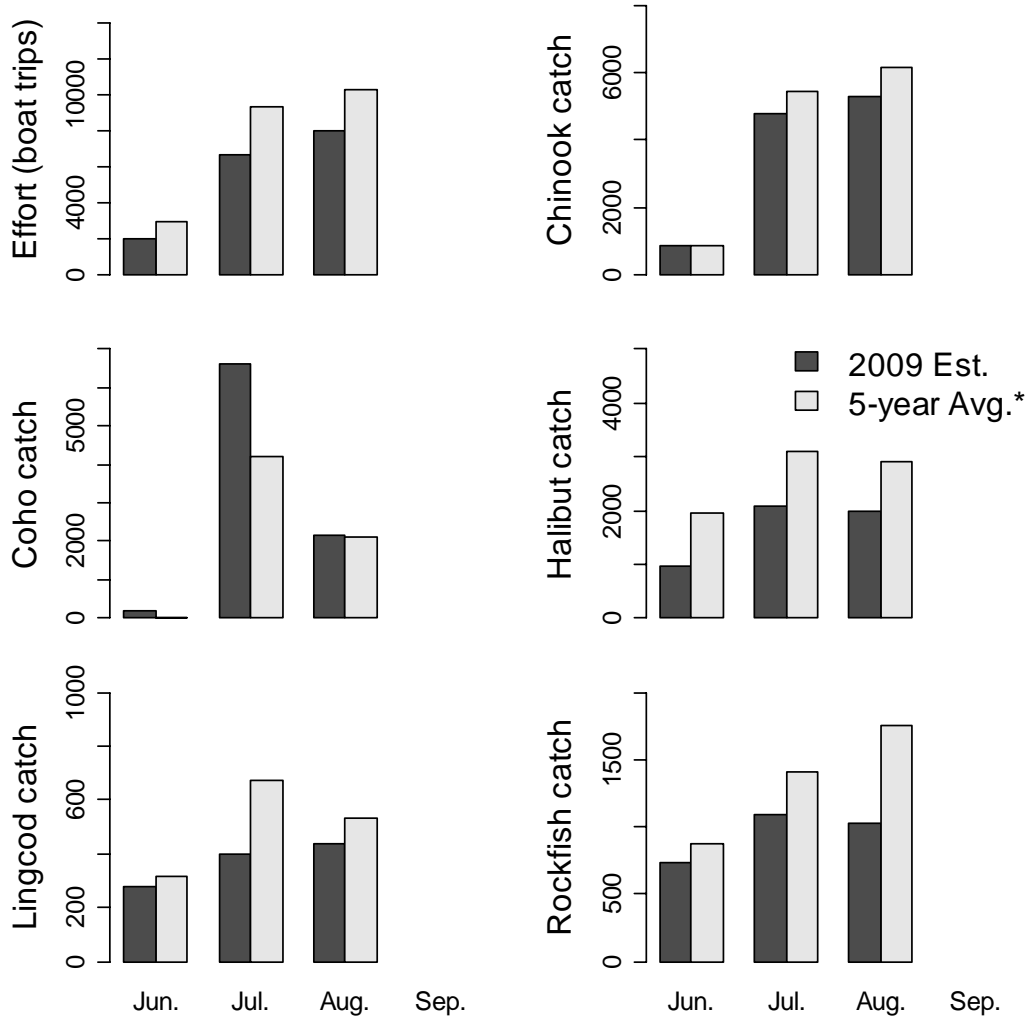 Effort (boat trips)
0
4000
10000
Chinook catch
0
2000
6000
Coho catch
0
2000
5000
Halibut catch
0
2000
4000
2009 Est.
5-year Avg.*
Lingcod catch
0
200
600
1000
Rockfish catch
0
500
1500
Jun. Jul. Aug. Sep.
Jun. Jul. Aug. Sep.